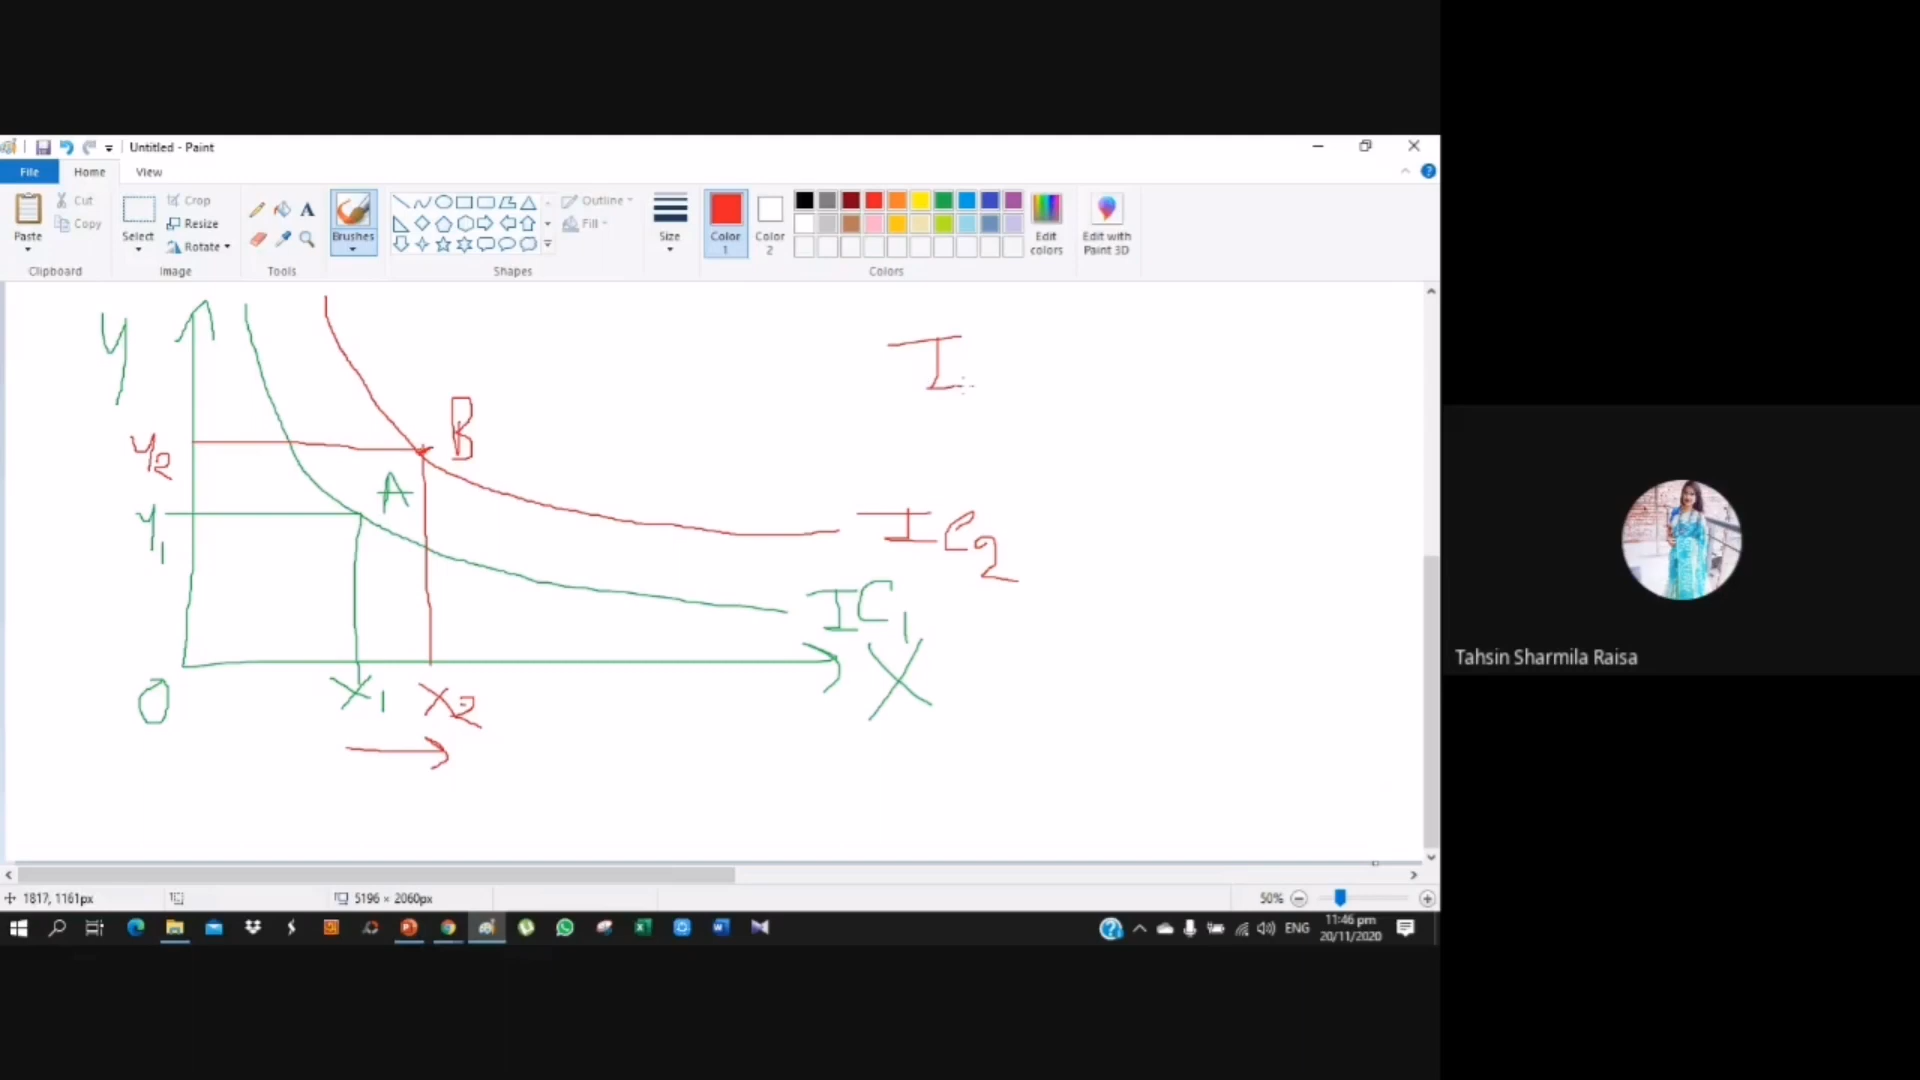 Untitled - Paint
File Home View
Paste Cut Copy Clipboard
Select Crop Resize Rotate Image
Tools
Brushes
Shapes
Outline Fill
Size
Color 1 Color 2
Colors
Edit colors
Edit with Paint 3D
y
I
B
y2
A
y1
IC2
IC1
O
X1
X2
X
Tahsin Sharmila Raisa
1817, 1161px
5196 × 2060px
50%
ENG
11:46 pm
20/11/2020